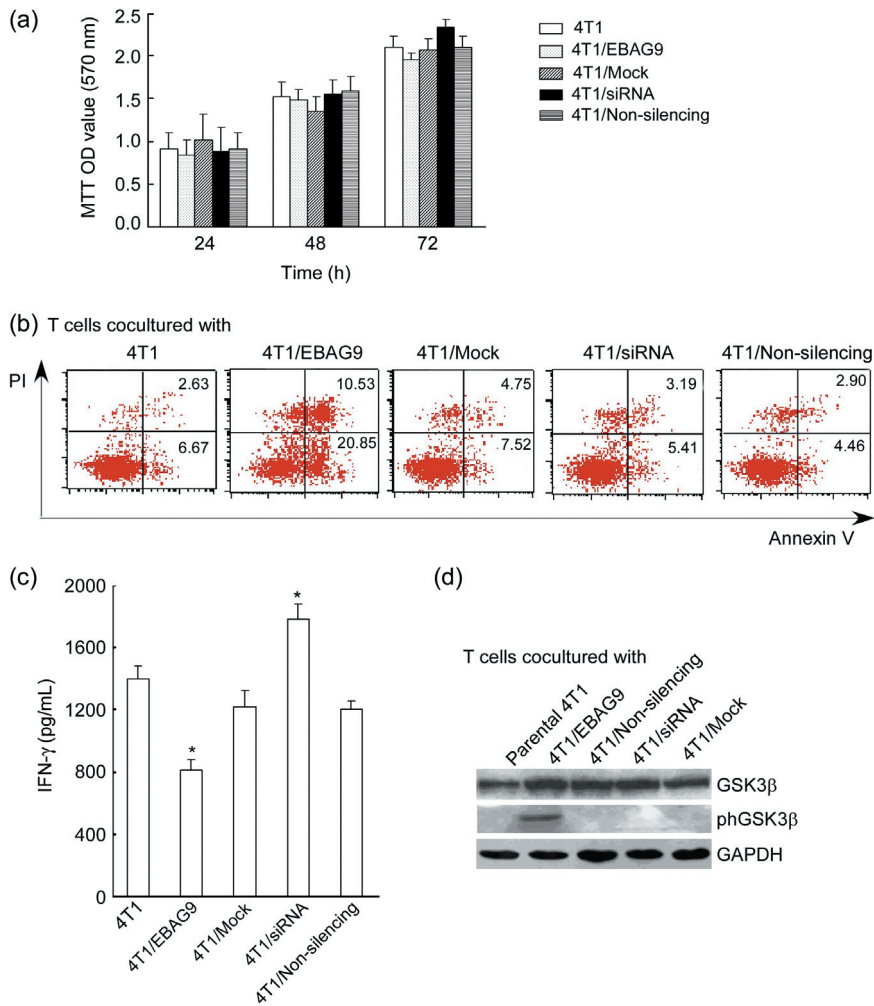 (a)
2.5
2.0
1.5
1.0
0.5
0.0
MTT OD value (570 nm)
24
48
72
Time (h)
4T1
4T1/EBAG9
4T1/Mock
4T1/siRNA
4T1/Non-silencing
(b) T cells cocultured with
4T1
4T1/EBAG9
4T1/Mock
4T1/siRNA
4T1/Non-silencing
PI
2.63
6.67
10.53
20.85
4.75
7.52
3.19
5.41
2.90
4.46
Annexin V
(c)
2000
1600
1200
800
400
0
IFN-γ (pg/mL)
*
*
4T1
4T1/EBAG9
4T1/Mock
4T1/siRNA
4T1/Non-silencing
(d)
T cells cocultured with
Parental 4T1
4T1/EBAG9
4T1/Non-silencing
4T1/siRNA
4T1/Mock
GSK3β
phGSK3β
GAPDH